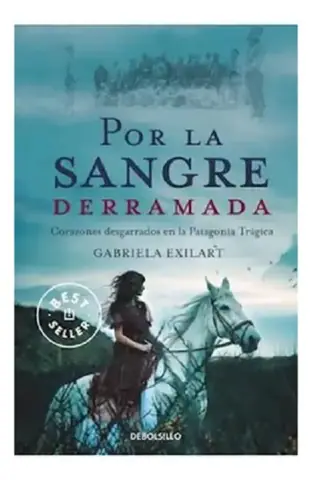 POR LA
SANGRE
DERRAMADA
Corazones desgarrados en la Patagonia Trágica
GABRIELA EXILART
BEST
SELLER
DEBOLSILLO